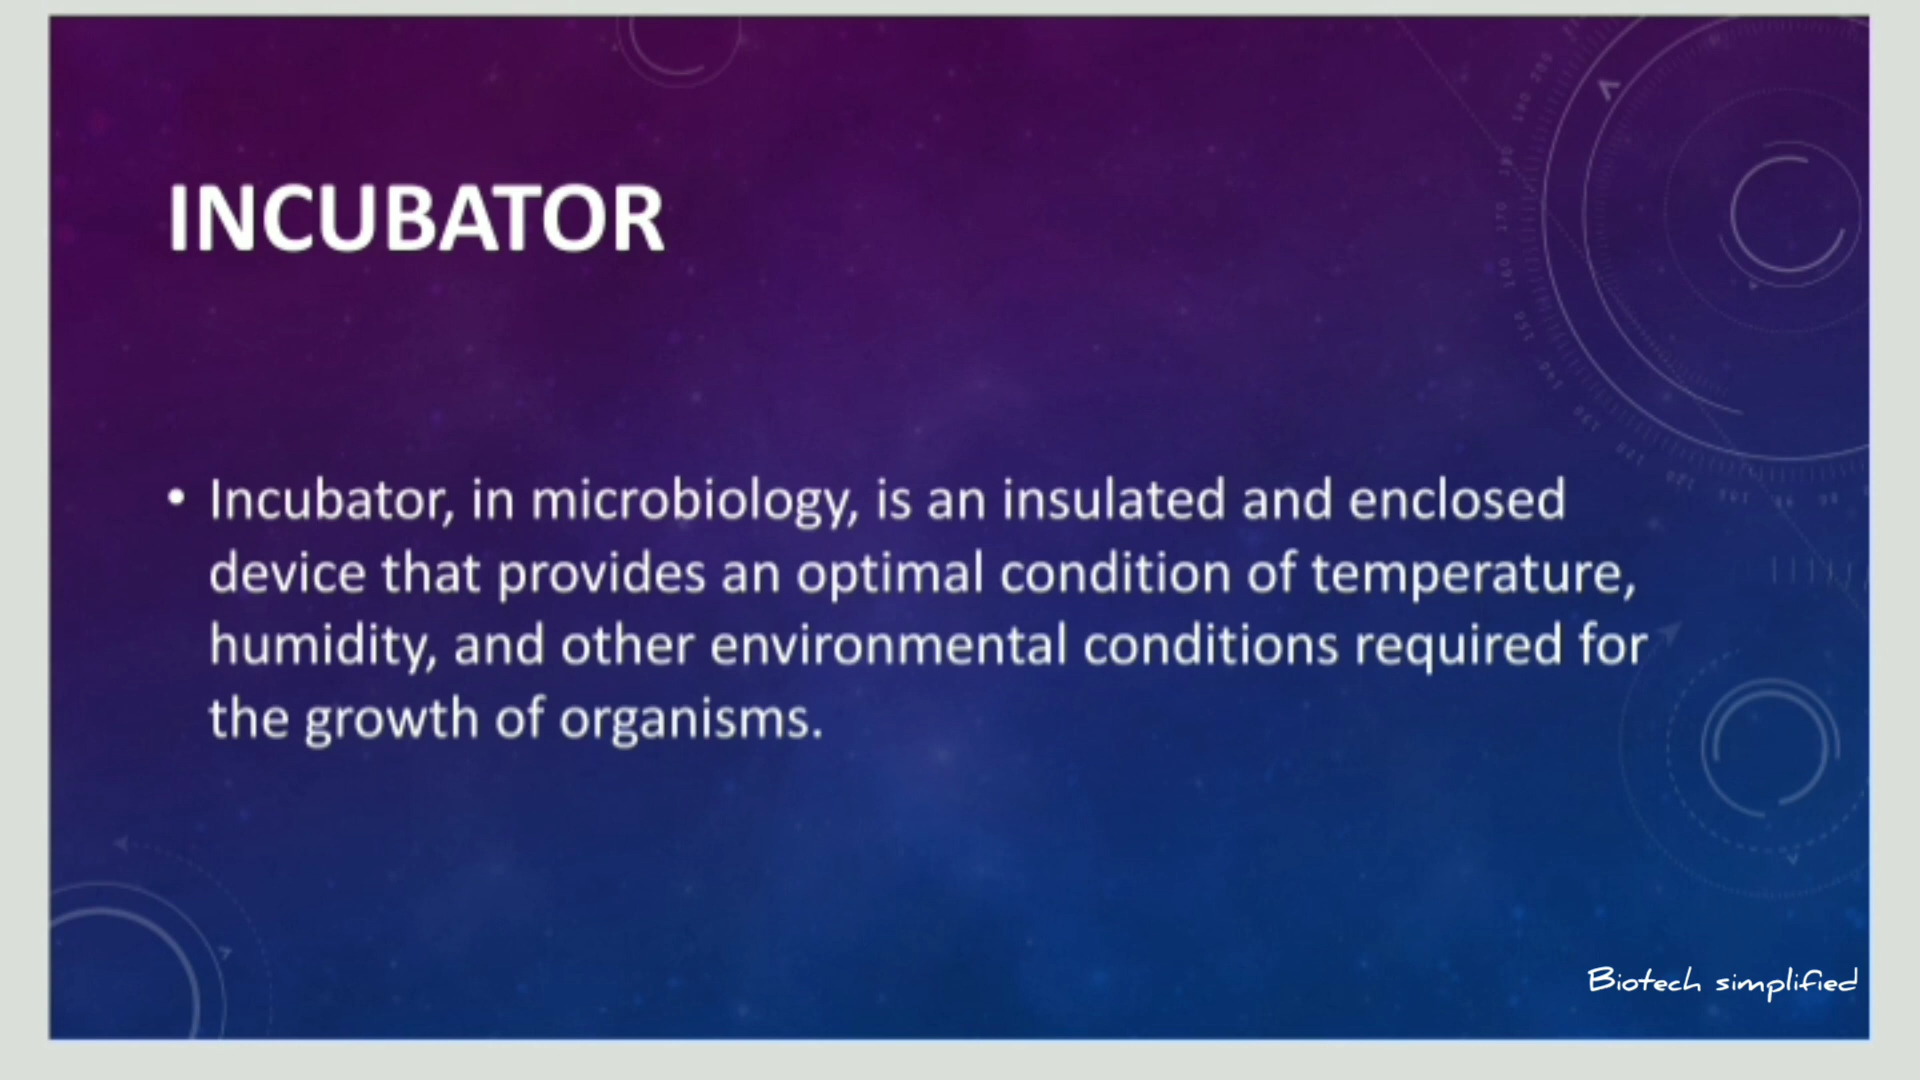 INCUBATOR
• Incubator, in microbiology, is an insulated and enclosed
device that provides an optimal condition of temperature,
humidity, and other environmental conditions required for
the growth of organisms.
Biotech simplified